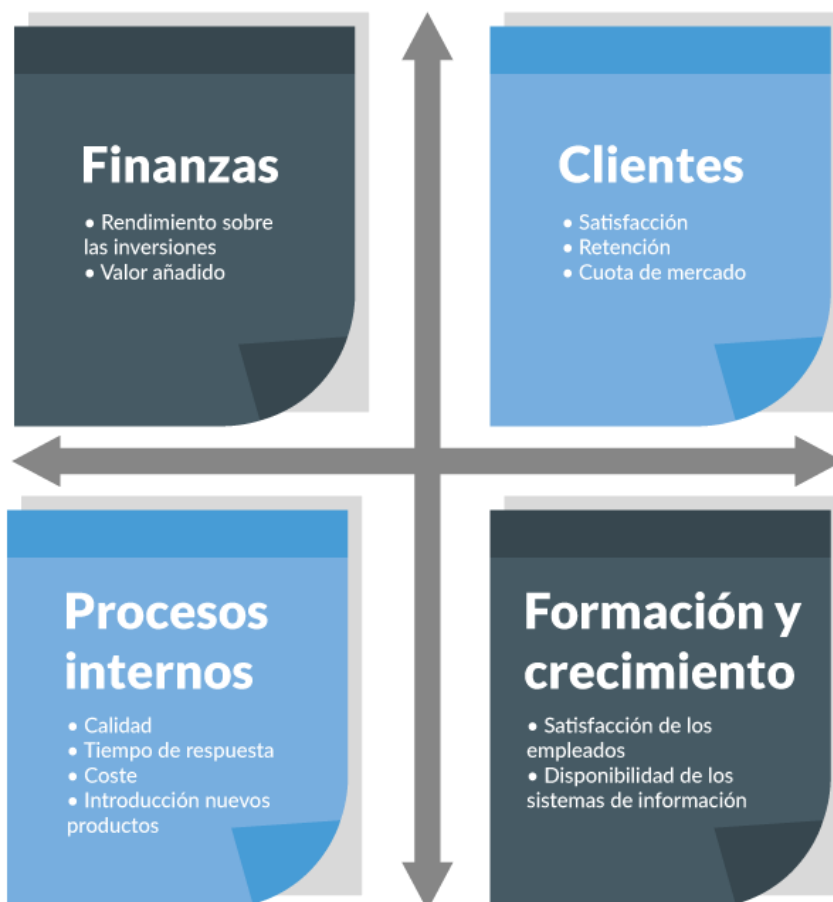 Finanzas
• Rendimiento sobre
las inversiones
• Valor añadido
Clientes
• Satisfacción
• Retención
• Cuota de mercado
Procesos
internos
• Calidad
• Tiempo de respuesta
• Coste
• Introducción nuevos
productos
Formación y
crecimiento
• Satisfacción de los
empleados
• Disponibilidad de los
sistemas de información